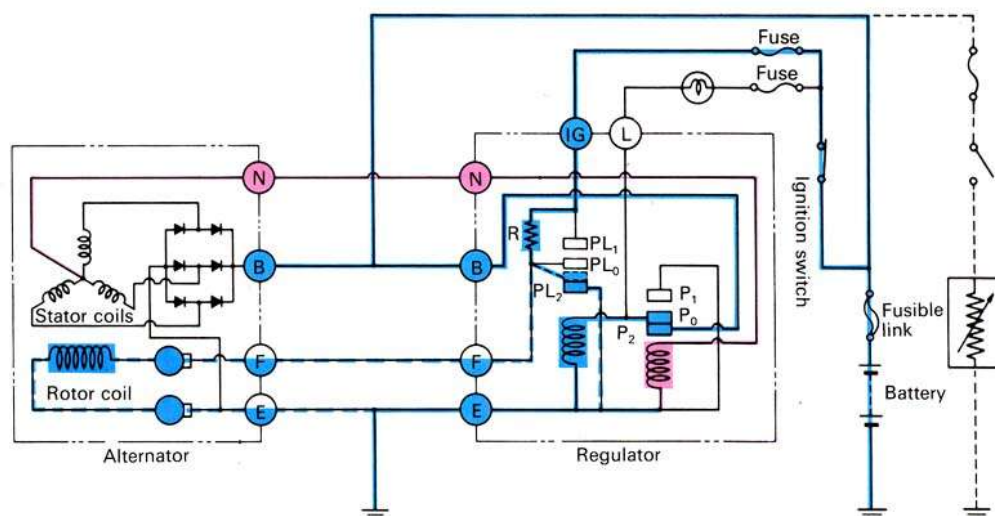 Fuse
Fuse
IG
L
N
N
Ignition switch
R
PL1
PL0
B
B
PL2
P1
P0
P2
Fusible
link
Stator coils
F
F
Rotor coil
Battery
E
E
Alternator
Regulator